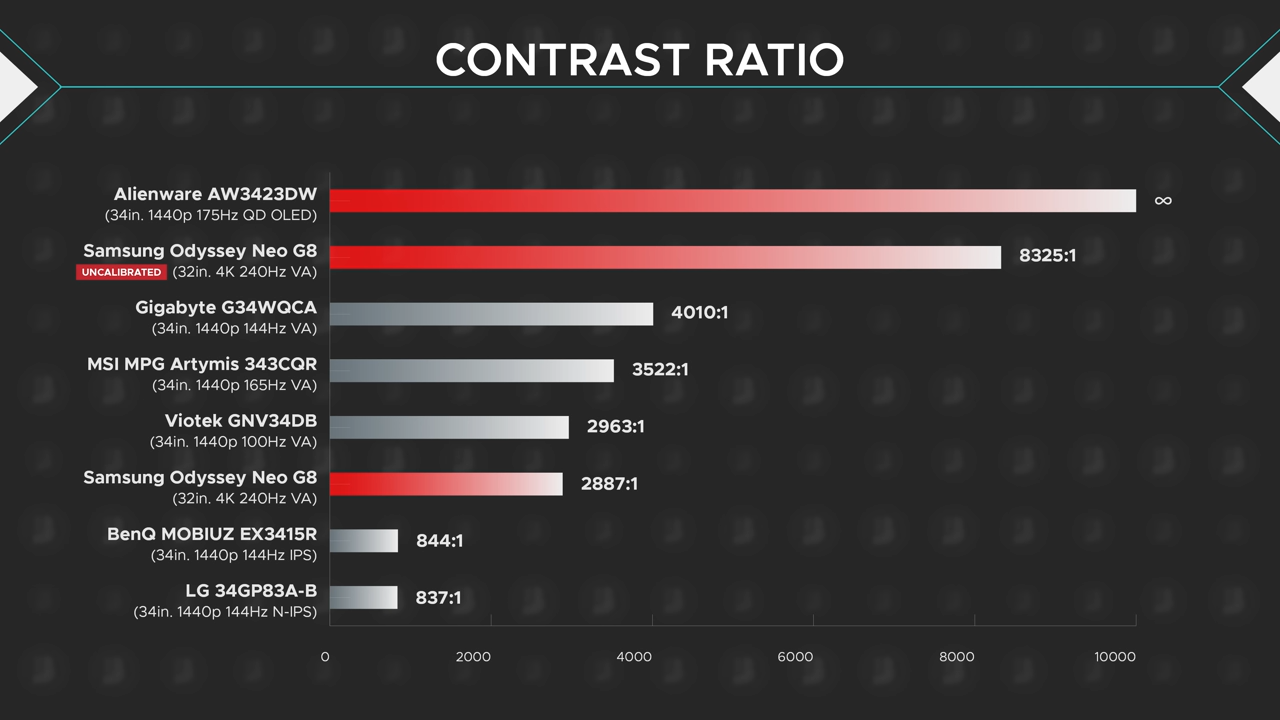 CONTRAST RATIO
Alienware AW3423DW
(34in. 1440p 175Hz QD OLED)
∞
Samsung Odyssey Neo G8
UNCALIBRATED (32in. 4K 240Hz VA)
8325:1
Gigabyte G34WQCA
(34in. 1440p 144Hz VA)
4010:1
MSI MPG Artymis 343CQR
(34in. 1440p 165Hz VA)
3522:1
Viotek GNV34DB
(34in. 1440p 100Hz VA)
2963:1
Samsung Odyssey Neo G8
(32in. 4K 240Hz VA)
2887:1
BenQ MOBIUZ EX3415R
(34in. 1440p 144Hz IPS)
844:1
LG 34GP83A-B
(34in. 1440p 144Hz N-IPS)
837:1
0 2000 4000 6000 8000 10000